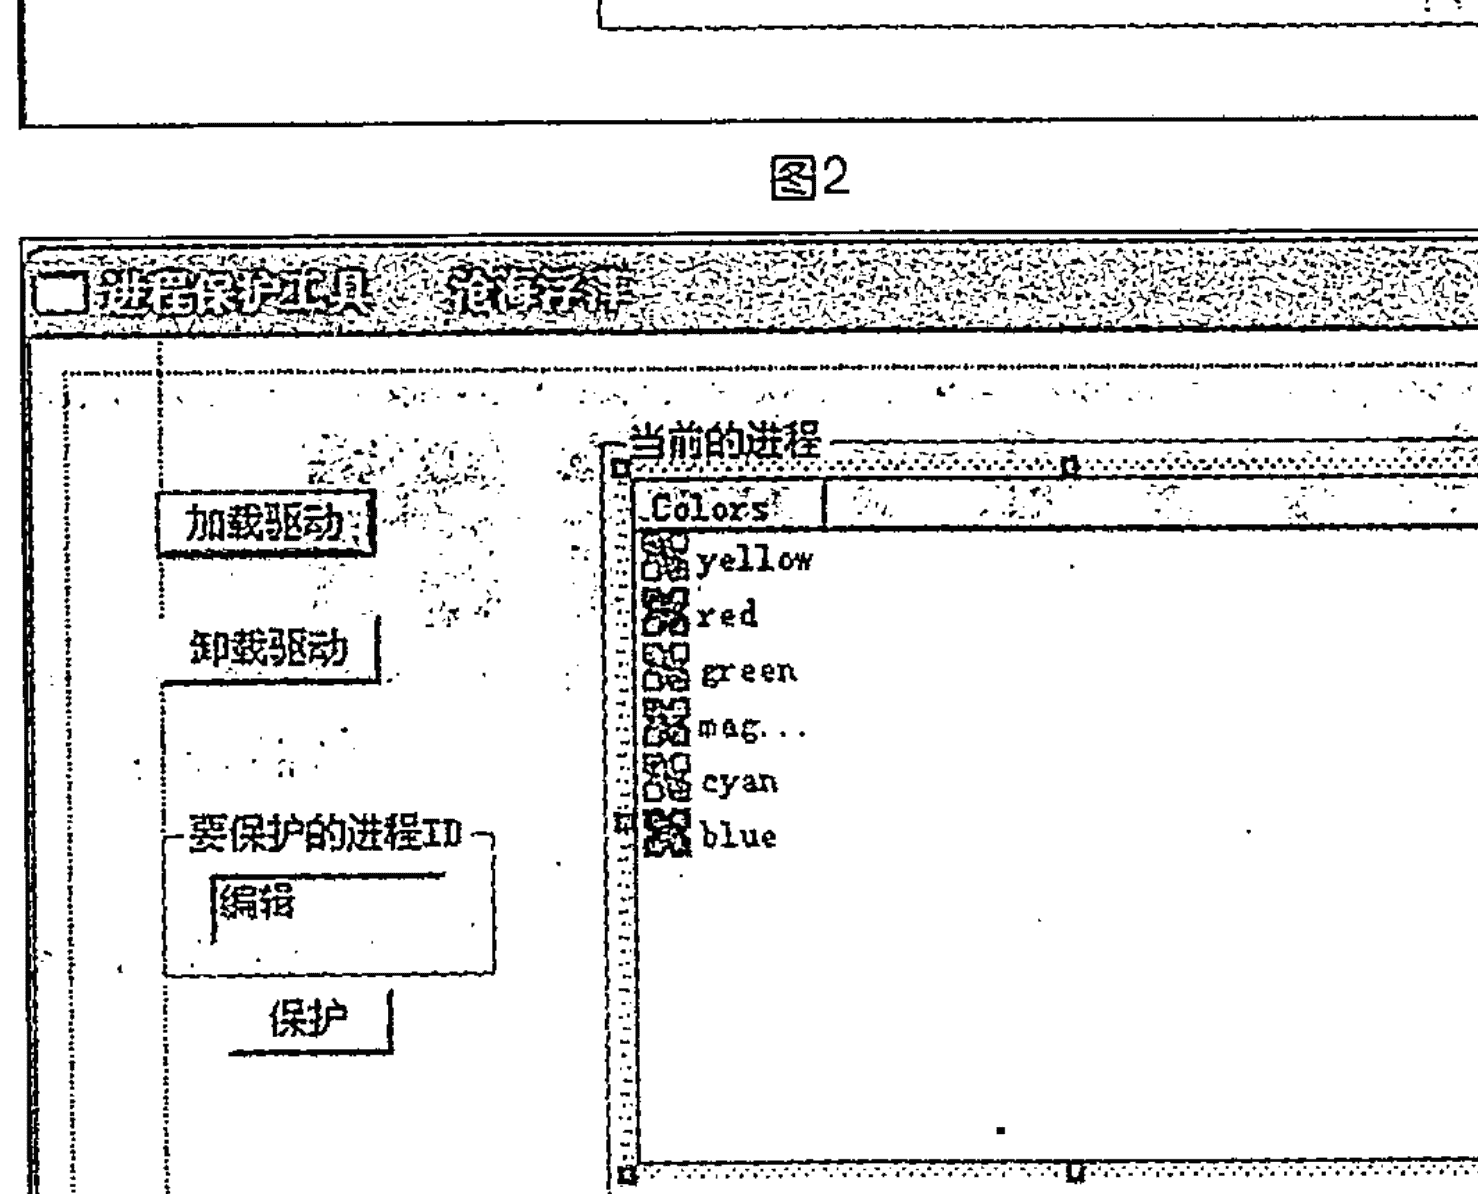 图2
进程保护工具
加载驱动
卸载驱动
要保护的进程ID
编辑
保护
当前的进程
Colors
yellow
red
green
mag...
cyan
blue